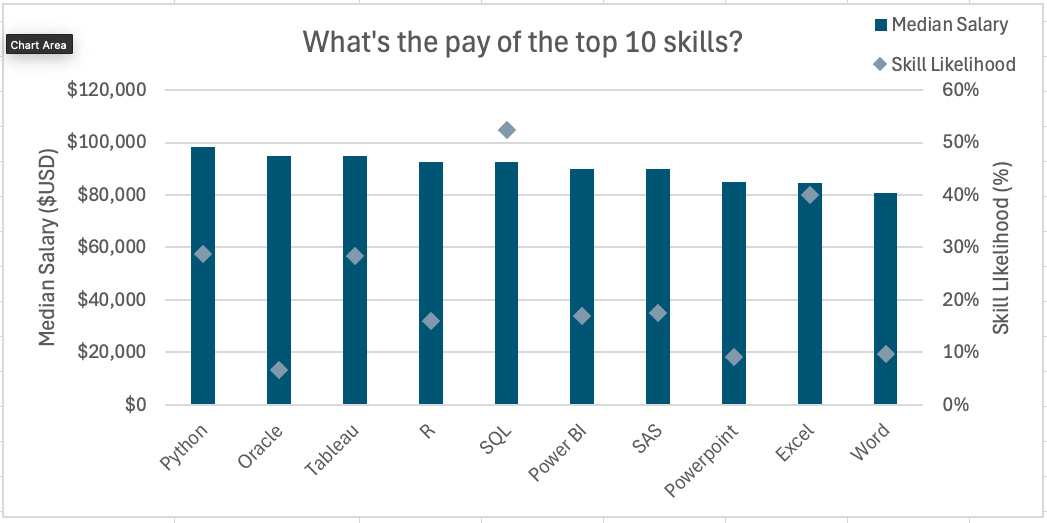 Chart Area
What's the pay of the top 10 skills?
Median Salary
Skill Likelihood
Median Salary ($USD)
$120,000
$100,000
$80,000
$60,000
$40,000
$20,000
$0
60%
50%
40%
30%
20%
10%
0%
Skill LIkelihood (%)
Python
Oracle
Tableau
R
SQL
Power BI
SAS
Powerpoint
Excel
Word